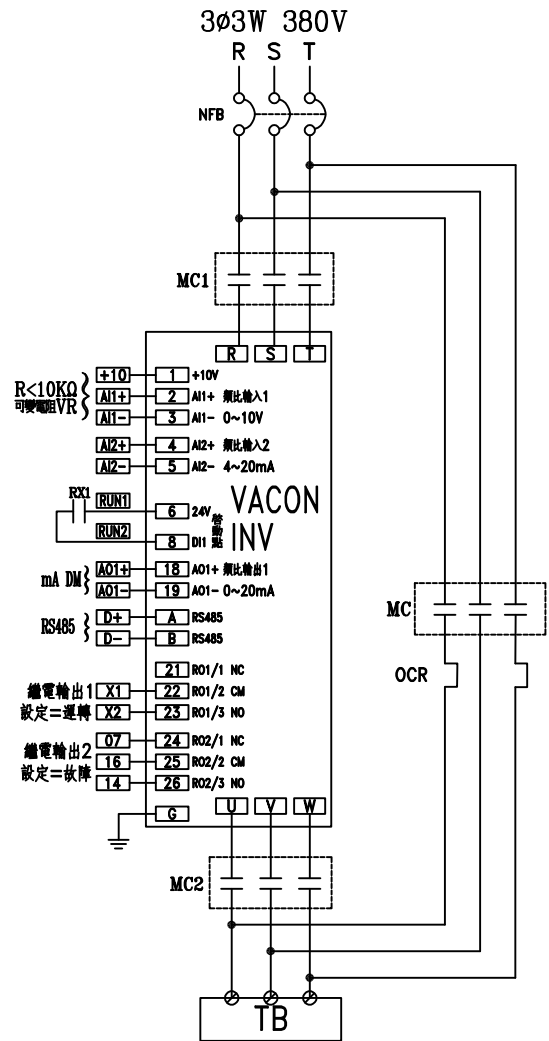 3ø3W 380V
R S T
NFB
MC1
R S T
+10 1 +10V
R<10KΩ
可變電阻VR
AI1+ 2 AI1+ 類比輸入1
AI1- 3 AI1- 0~10V
AI2+ 4 AI2+ 類比輸入2
AI2- 5 AI2- 4~20mA
RX1 RUN1
6 24V
RUN2
8 DI1
啓動點
VACON
INV
mA DM
AO1+ 18 AO1+ 類比輸出1
AO1- 19 AO1- 0~20mA
RS485
D+ A RS485
D- B RS485
21 RO1/1 NC
繼電輸出1 X1 22 RO1/2 CM
設定=運轉 X2 23 RO1/3 NO
07 24 RO2/1 NC
繼電輸出2
16 25 RO2/2 CM
設定=故障
14 26 RO2/3 NO
G
U V W
MC
OCR
MC2
TB